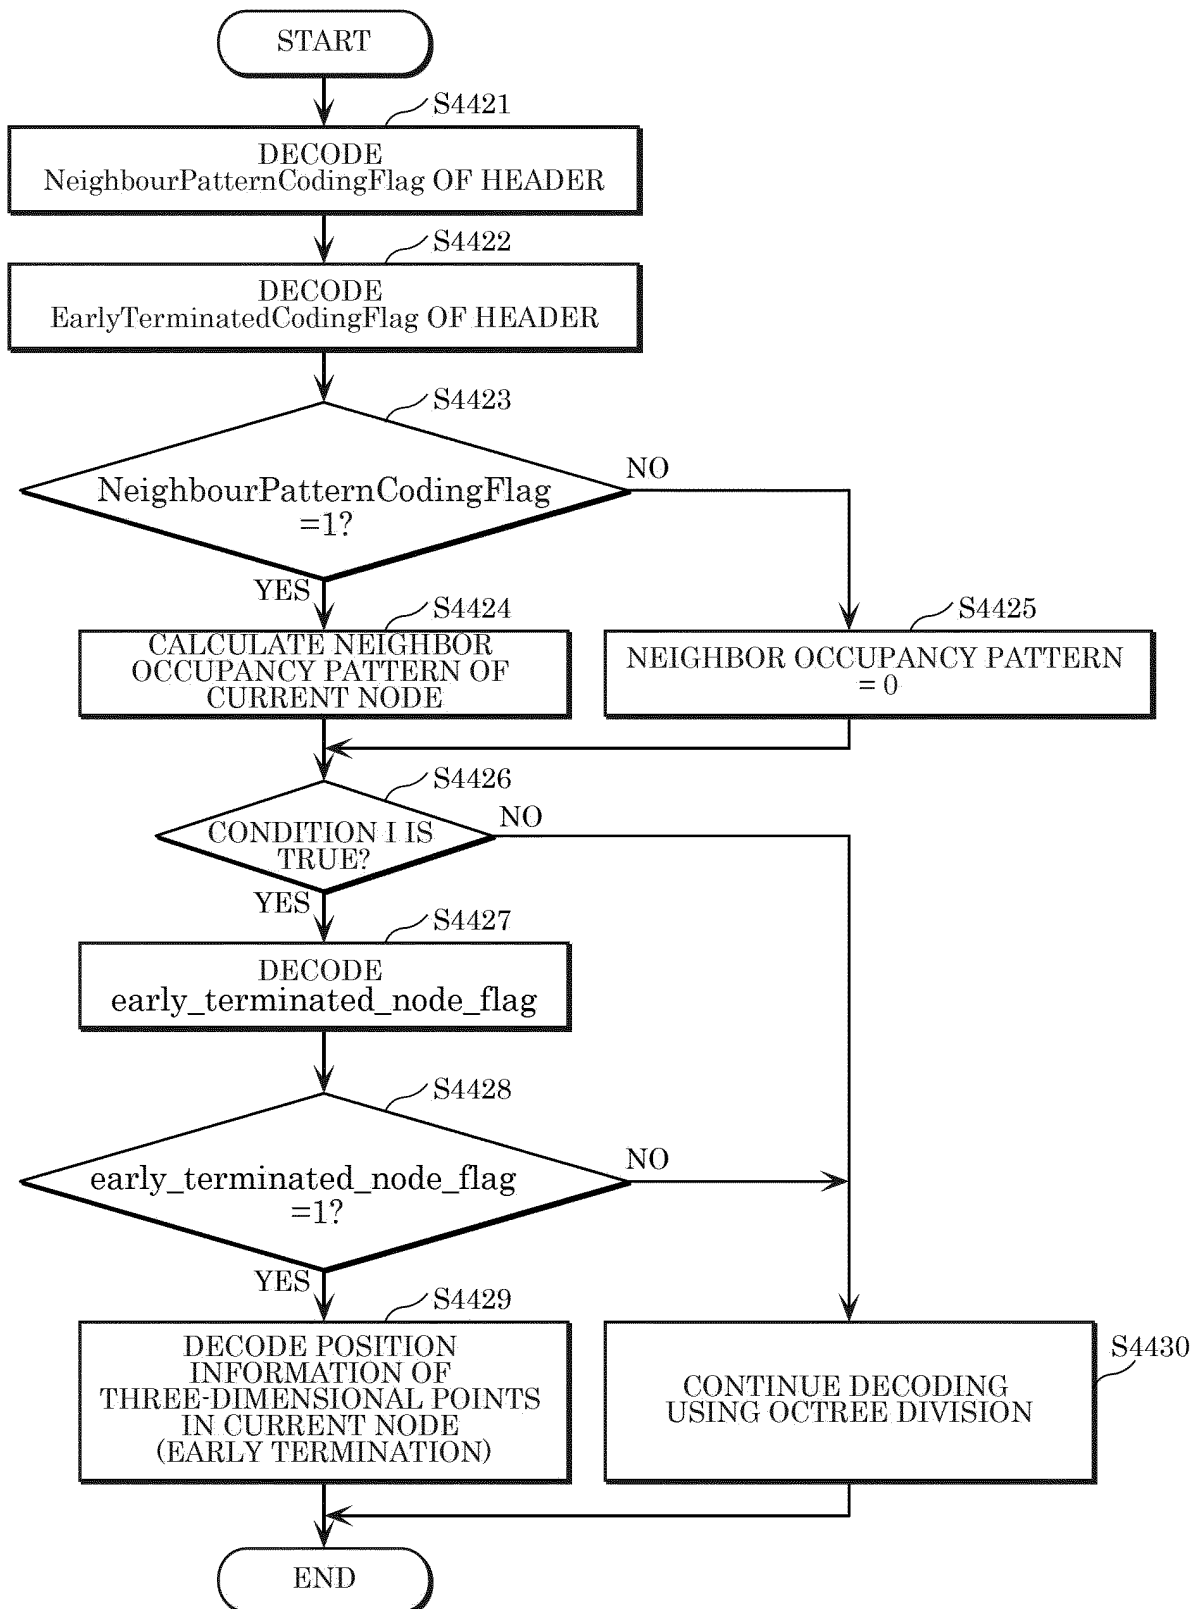 START
S4421
DECODE
NeighbourPatternCodingFlag OF HEADER
S4422
DECODE
EarlyTerminatedCodingFlag OF HEADER
S4423
NeighbourPatternCodingFlag
=1?
NO
YES
S4424
CALCULATE NEIGHBOR
OCCUPANCY PATTERN OF
CURRENT NODE
S4425
NEIGHBOR OCCUPANCY PATTERN
= 0
S4426
CONDITION I IS
TRUE?
NO
YES
S4427
DECODE
early_terminated_node_flag
S4428
early_terminated_node_flag
=1?
NO
YES
S4429
DECODE POSITION
INFORMATION OF
THREE-DIMENSIONAL POINTS
IN CURRENT NODE
(EARLY TERMINATION)
S4430
CONTINUE DECODING
USING OCTREE DIVISION
END